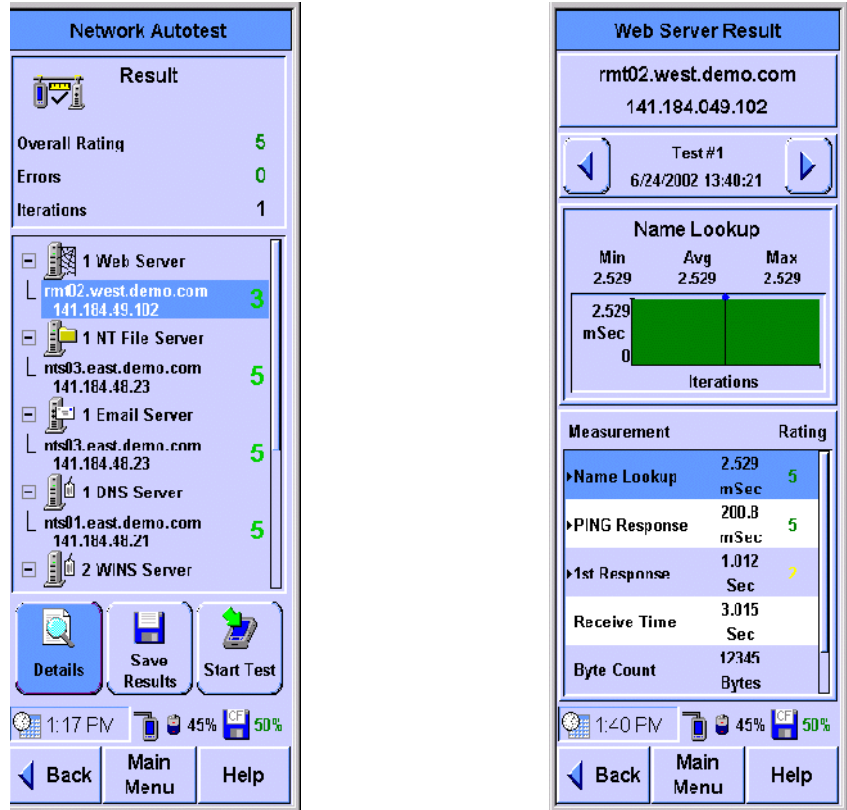 Network Autotest
Result
Overall Rating 5
Errors 0
Iterations 1
1 Web Server
rmt02.west.demo.com 3
141.184.49.102
1 NT File Server
nts03.east.demo.com 5
141.184.48.23
1 Email Server
nts03.east.demo.com 5
141.184.48.23
1 DNS Server
nts01.east.demo.com 5
141.184.48.21
2 WINS Server
Details
Save
Results
Start Test
1:17 PM 45% CF 50%
Back
Main
Menu
Help
Web Server Result
rmt02.west.demo.com
141.184.049.102
Test #1
6/24/2002 13:40:21
Name Lookup
Min Avg Max
2.529 2.529 2.529
2.529
mSec
0
Iterations
Measurement Rating
Name Lookup 2.529 mSec 5
PING Response 200.8 mSec 5
1st Response 1.012 Sec 2
Receive Time 3.015 Sec
Byte Count 12345 Bytes
1:40 PM 45% CF 50%
Back
Main
Menu
Help